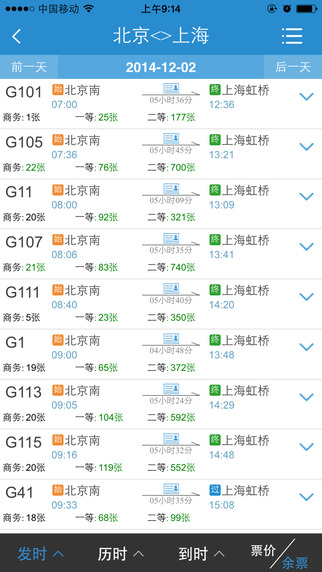 中国移动 上午9:14
北京<>上海
前一天 2014-12-02 后一天
G101 始 北京南 05小时36分 终 上海虹桥
07:00 12:36
商务: 1张 一等: 25张 二等: 177张
G105 始 北京南 05小时45分 终 上海虹桥
07:36 13:21
商务: 22张 一等: 76张 二等: 700张
G11 始 北京南 05小时09分 终 上海虹桥
08:00 13:09
商务: 20张 一等: 92张 二等: 321张
G107 始 北京南 05小时35分 终 上海虹桥
08:06 13:41
商务: 21张 一等: 83张 二等: 740张
G111 始 北京南 05小时40分 终 上海虹桥
08:40 14:20
商务: 5张 一等: 23张 二等: 350张
G1 始 北京南 04小时48分 终 上海虹桥
09:00 13:48
商务: 19张 一等: 65张 二等: 372张
G113 始 北京南 05小时24分 终 上海虹桥
09:05 14:29
商务: 20张 一等: 104张 二等: 592张
G115 始 北京南 05小时32分 终 上海虹桥
09:16 14:48
商务: 20张 一等: 119张 二等: 552张
G41 始 北京南 05小时35分 过 上海虹桥
09:33 15:08
商务: 18张 一等: 68张 二等: 99张
发时 历时 到时 票价 余票